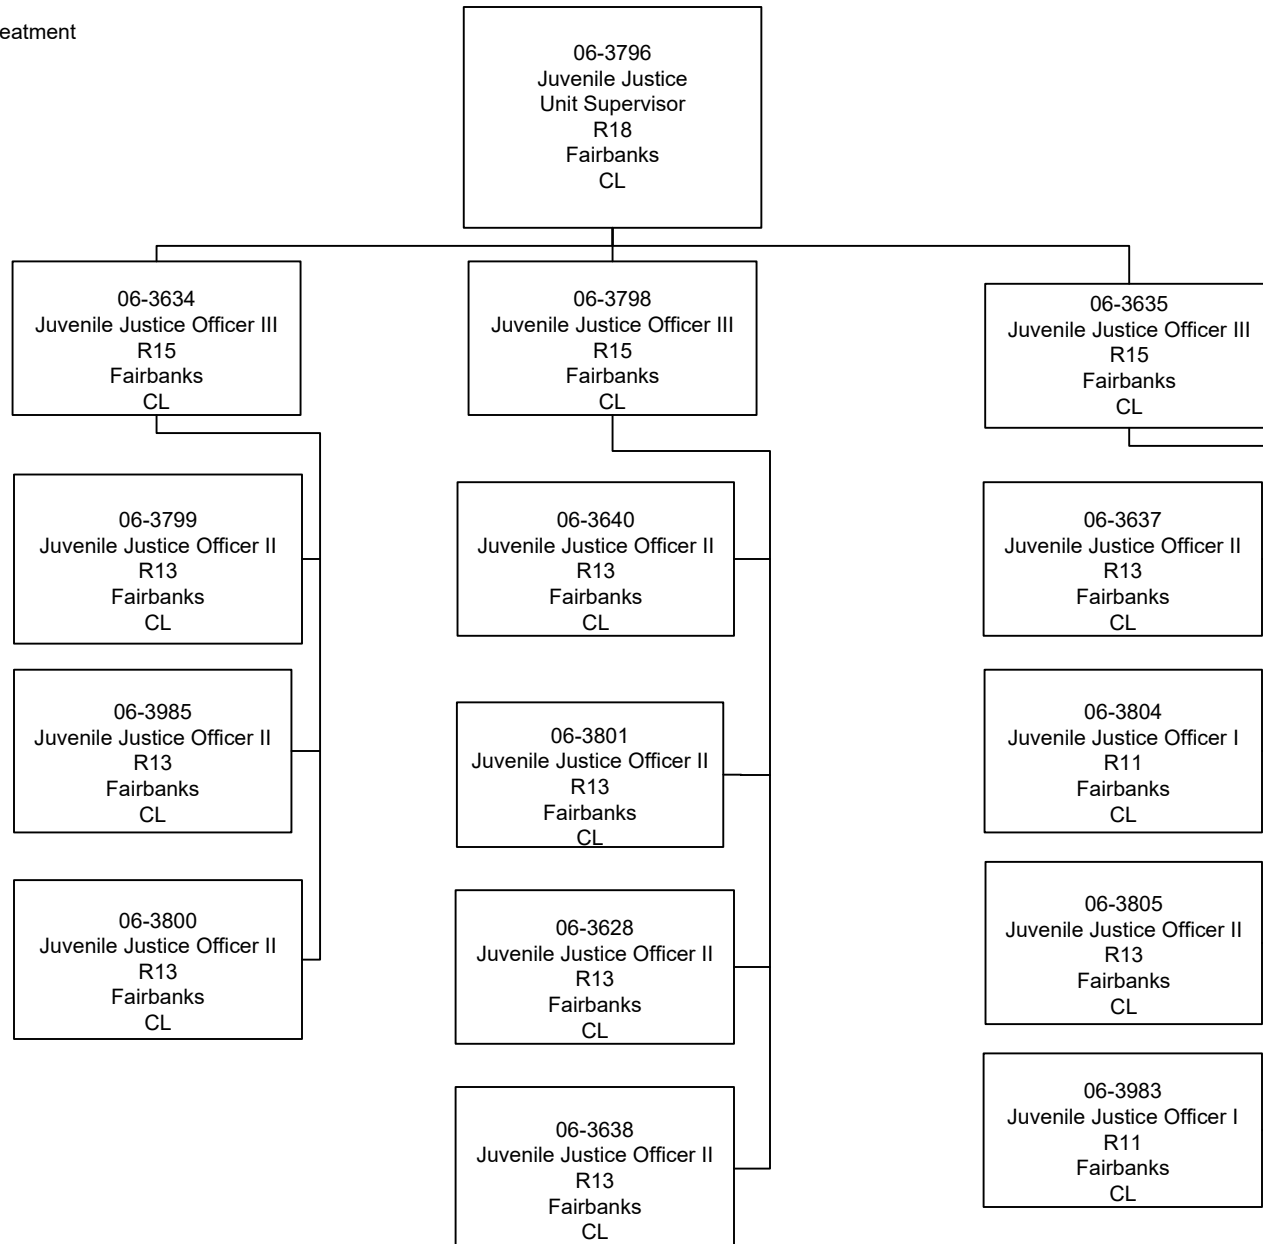 eatment
06-3796
Juvenile Justice
Unit Supervisor
R18
Fairbanks
CL
06-3634
Juvenile Justice Officer III
R15
Fairbanks
CL
06-3798
Juvenile Justice Officer III
R15
Fairbanks
CL
06-3635
Juvenile Justice Officer III
R15
Fairbanks
CL
06-3799
Juvenile Justice Officer II
R13
Fairbanks
CL
06-3640
Juvenile Justice Officer II
R13
Fairbanks
CL
06-3637
Juvenile Justice Officer II
R13
Fairbanks
CL
06-3985
Juvenile Justice Officer II
R13
Fairbanks
CL
06-3801
Juvenile Justice Officer II
R13
Fairbanks
CL
06-3804
Juvenile Justice Officer I
R11
Fairbanks
CL
06-3800
Juvenile Justice Officer II
R13
Fairbanks
CL
06-3628
Juvenile Justice Officer II
R13
Fairbanks
CL
06-3805
Juvenile Justice Officer II
R13
Fairbanks
CL
06-3638
Juvenile Justice Officer II
R13
Fairbanks
CL
06-3983
Juvenile Justice Officer I
R11
Fairbanks
CL